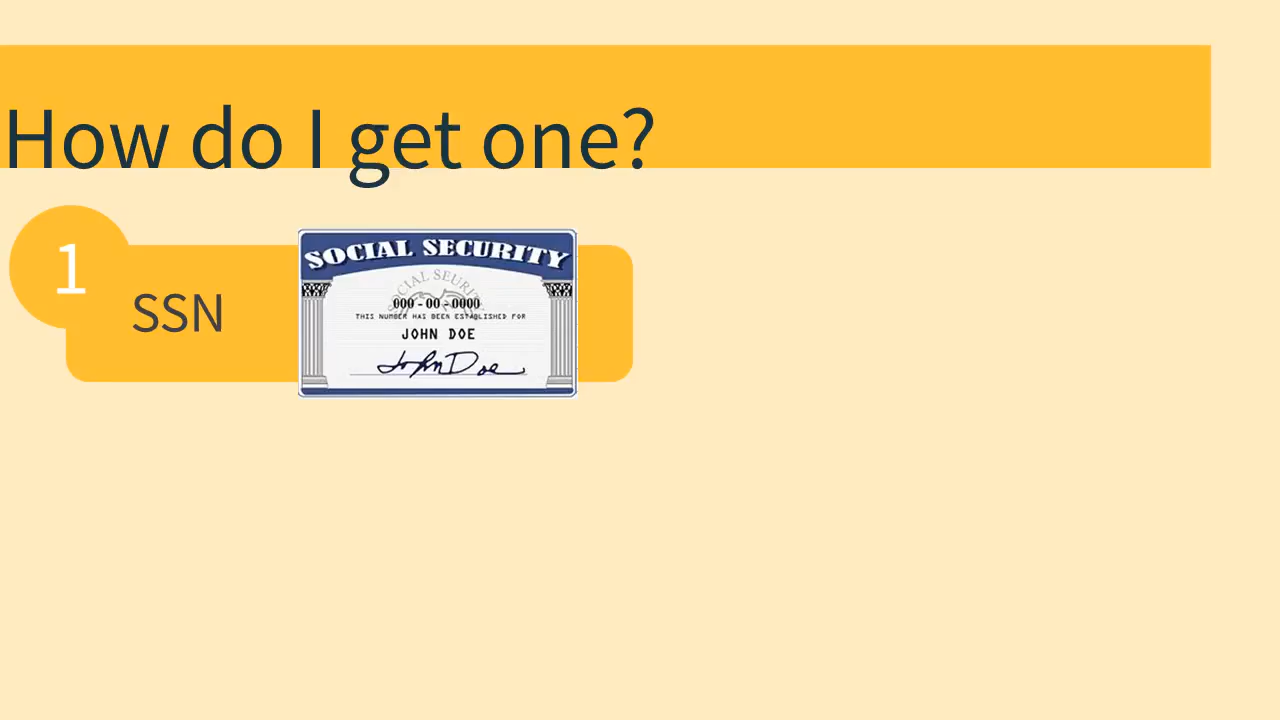 How do I get one?
1
SSN
SOCIAL SECURITY
000-00-0000
THIS NUMBER HAS BEEN ESTABLISHED FOR
JOHN DOE
John Doe